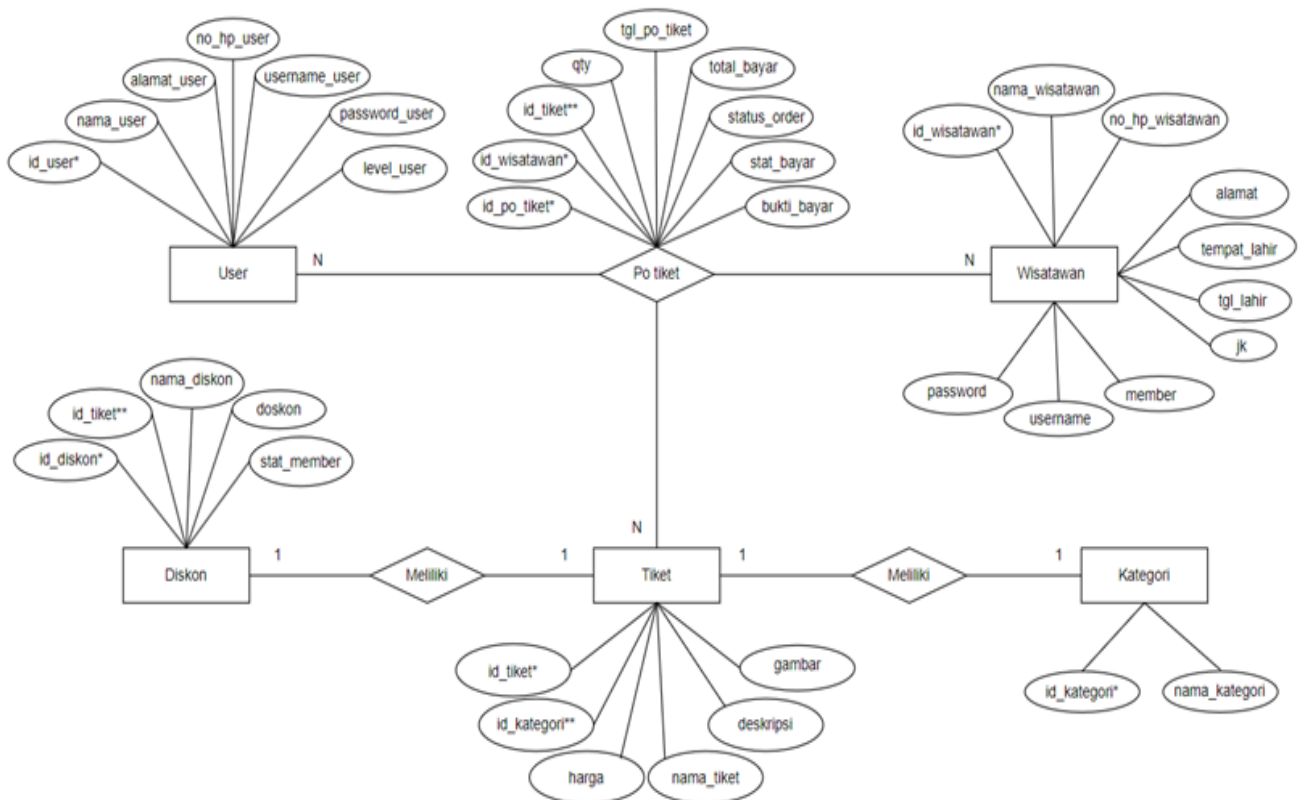 no_hp_user
alamat_user
username_user
nama_user
password_user
id_user*
level_user
User
N
tgl_po_tiket
qty
total_bayar
id_tiket**
status_order
id_wisatawan*
stat_bayar
id_po_tiket*
bukti_bayar
Po tiket
N
nama_wisatawan
id_wisatawan*
no_hp_wisatawan
alamat
tempat_lahir
tgl_lahir
jk
Wisatawan
password
username
member
nama_diskon
id_tiket**
doskon
id_diskon*
stat_member
Diskon
1
Meliliki
1
N
Tiket
1
Meliliki
1
Kategori
id_tiket*
gambar
id_kategori**
deskripsi
harga
nama_tiket
id_kategori*
nama_kategori